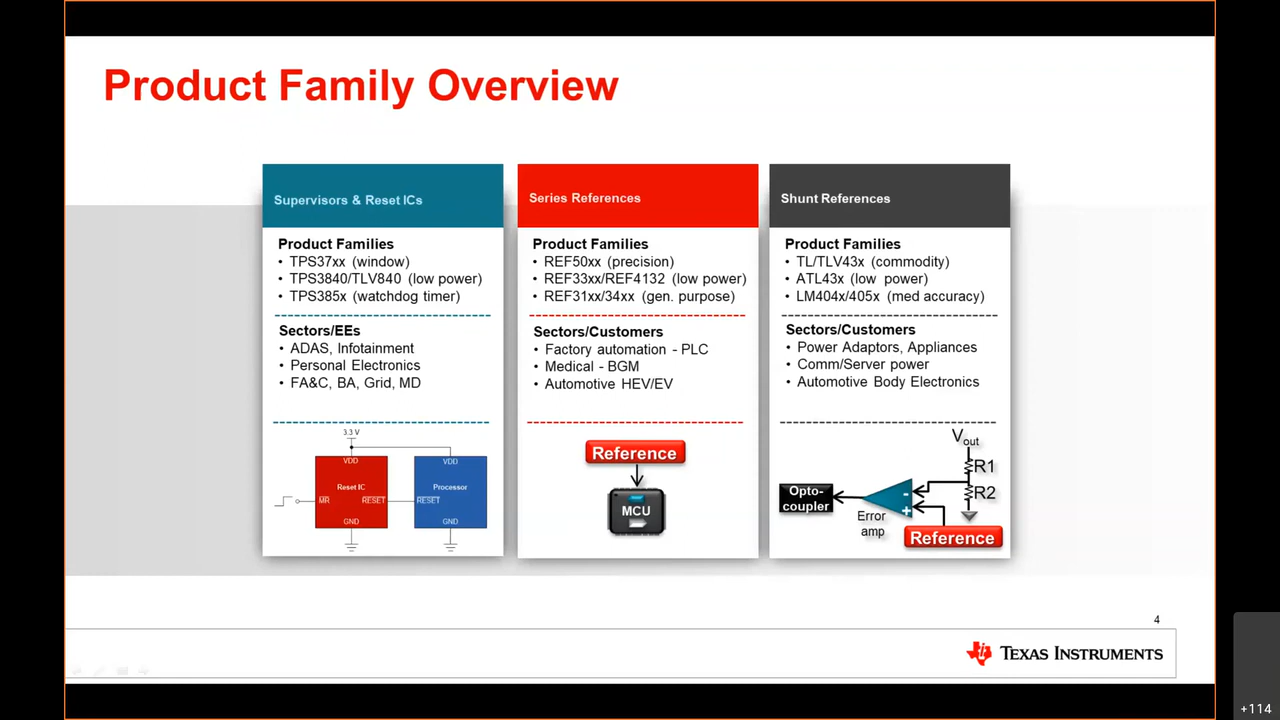 Product Family Overview
Supervisors & Reset ICs
Product Families
• TPS37xx (window)
• TPS3840/TLV840 (low power)
• TPS385x (watchdog timer)
Sectors/EEs
• ADAS, Infotainment
• Personal Electronics
• FA&C, BA, Grid, MD
3.3 V
VDD
VDD
Reset IC
Processor
MR
RESET
RESET
GND
GND
Series References
Product Families
• REF50xx (precision)
• REF33xx/REF4132 (low power)
• REF31xx/34xx (gen. purpose)
Sectors/Customers
• Factory automation - PLC
• Medical - BGM
• Automotive HEV/EV
Reference
MCU
Shunt References
Product Families
• TL/TLV43x (commodity)
• ATL43x (low power)
• LM404x/405x (med accuracy)
Sectors/Customers
• Power Adaptors, Appliances
• Comm/Server power
• Automotive Body Electronics
Vout
R1
R2
Opto-
coupler
-
+
Error
amp
Reference
4
TEXAS INSTRUMENTS
+114